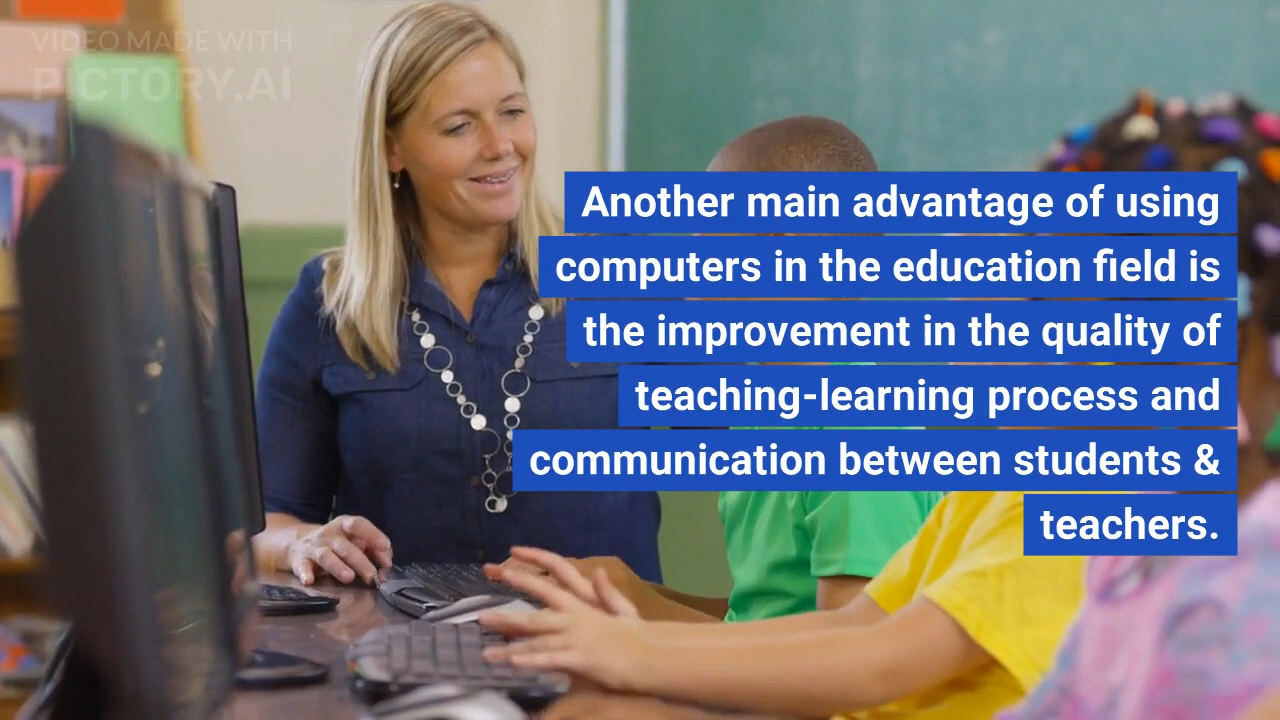 VIDEO MADE WITH
PICTORY.AI
Another main advantage of using
computers in the education field is
the improvement in the quality of
teaching-learning process and
communication between students &
teachers.